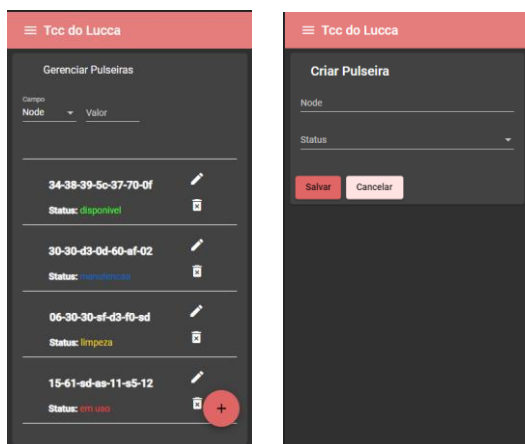 Tcc do Lucca
Gerenciar Pulseiras
Campo
Node
Valor
34-38-39-5c-37-70-0f
Status: disponivel
30-30-d3-0d-60-af-02
Status: manutencao
06-30-30-sf-d3-f0-sd
Status: limpeza
15-61-sd-as-11-s5-12
Status: em uso
+
Tcc do Lucca
Criar Pulseira
Node
Status
Salvar Cancelar